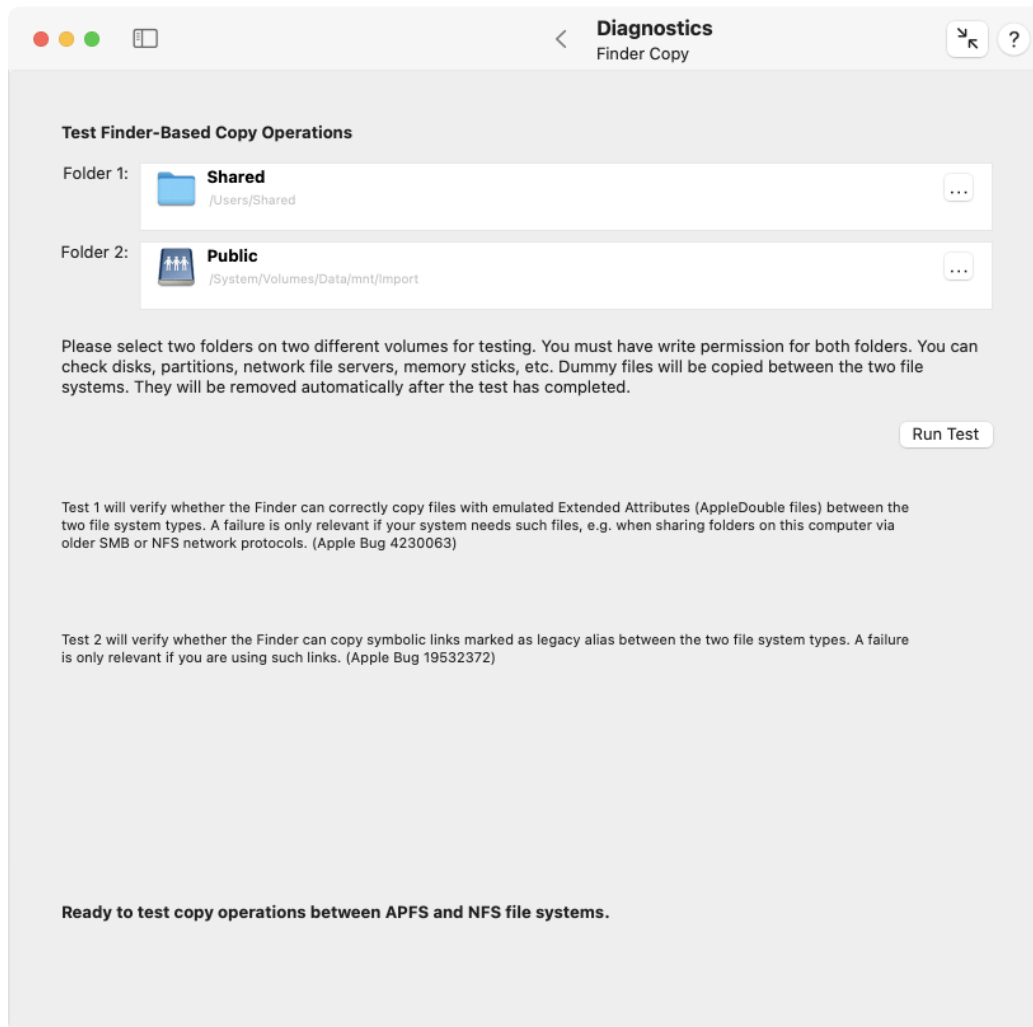 Diagnostics
Finder Copy
?
Test Finder-Based Copy Operations
Folder 1:
Shared
/Users/Shared
...
Folder 2:
Public
/System/Volumes/Data/mnt/Import
...
Please select two folders on two different volumes for testing. You must have write permission for both folders. You can
check disks, partitions, network file servers, memory sticks, etc. Dummy files will be copied between the two file
systems. They will be removed automatically after the test has completed.
Run Test
Test 1 will verify whether the Finder can correctly copy files with emulated Extended Attributes (AppleDouble files) between the
two file system types. A failure is only relevant if your system needs such files, e.g. when sharing folders on this computer via
older SMB or NFS network protocols. (Apple Bug 4230063)
Test 2 will verify whether the Finder can copy symbolic links marked as legacy alias between the two file system types. A failure
is only relevant if you are using such links. (Apple Bug 19532372)
Ready to test copy operations between APFS and NFS file systems.